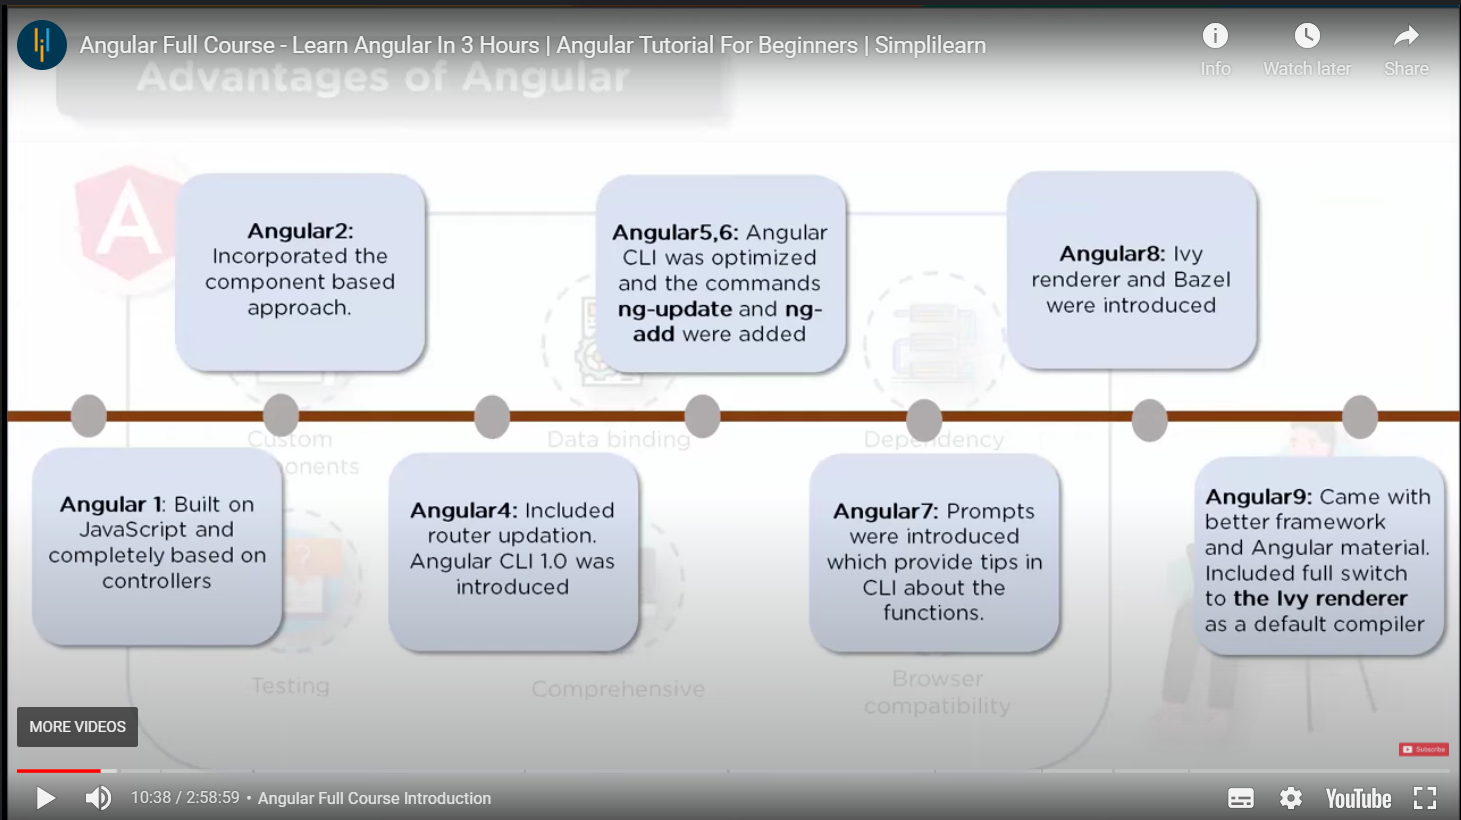 Angular Full Course - Learn Angular In 3 Hours | Angular Tutorial For Beginners | Simplilearn
Info
Watch later
Share
Advantages of Angular
Angular2:
Incorporated the
component based
approach.
Angular5,6: Angular
CLI was optimized
and the commands
ng-update and ng-
add were added
Angular8: Ivy
renderer and Bazel
were introduced
Custom
onents
Data binding
Dependency
Angular 1: Built on
JavaScript and
completely based on
controllers
Angular4: Included
router updation.
Angular CLI 1.0 was
introduced
Angular7: Prompts
were introduced
which provide tips in
CLI about the
functions.
Angular9: Came with
better framework
and Angular material.
Included full switch
to the Ivy renderer
as a default compiler
Testing
Comprehensive
Browser
compatibility
MORE VIDEOS
Subscribe
10:38 / 2:58:59 • Angular Full Course Introduction
YouTube